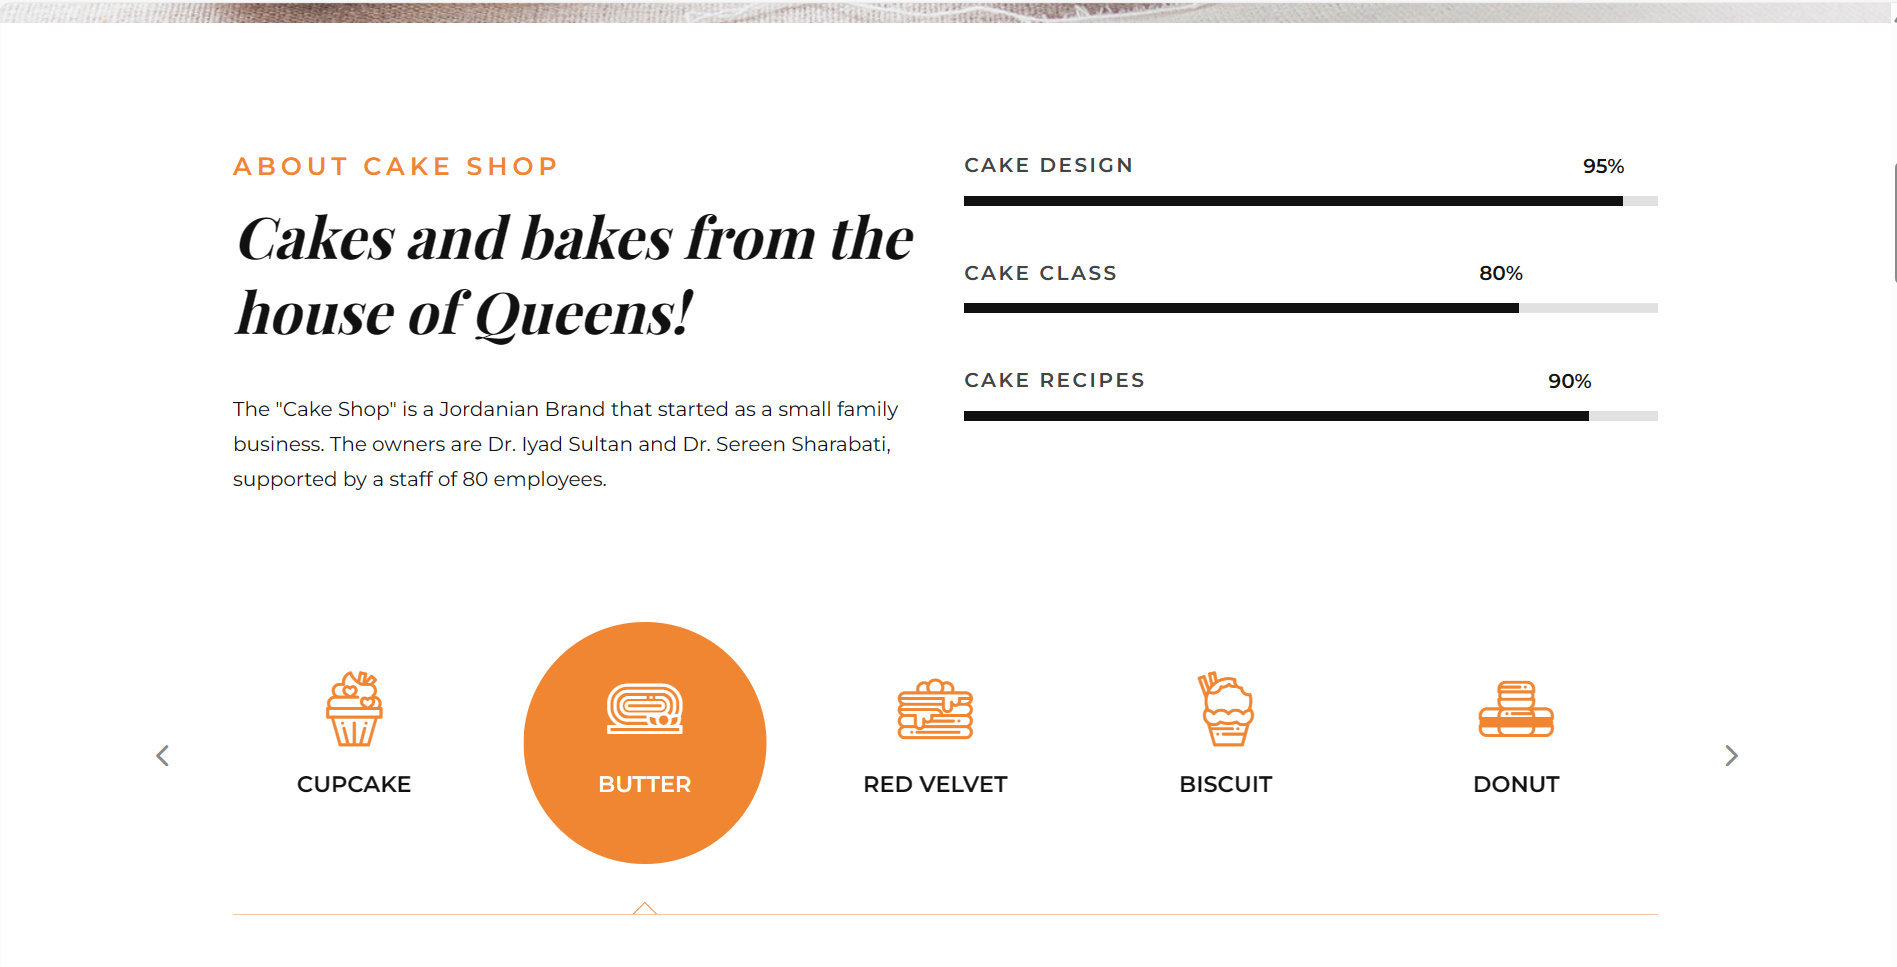 ABOUT CAKE SHOP
Cakes and bakes from the
house of Queens!
The "Cake Shop" is a Jordanian Brand that started as a small family
business. The owners are Dr. Iyad Sultan and Dr. Sereen Sharabati,
supported by a staff of 80 employees.
CAKE DESIGN 95%
CAKE CLASS 80%
CAKE RECIPES 90%
CUPCAKE BUTTER RED VELVET BISCUIT DONUT